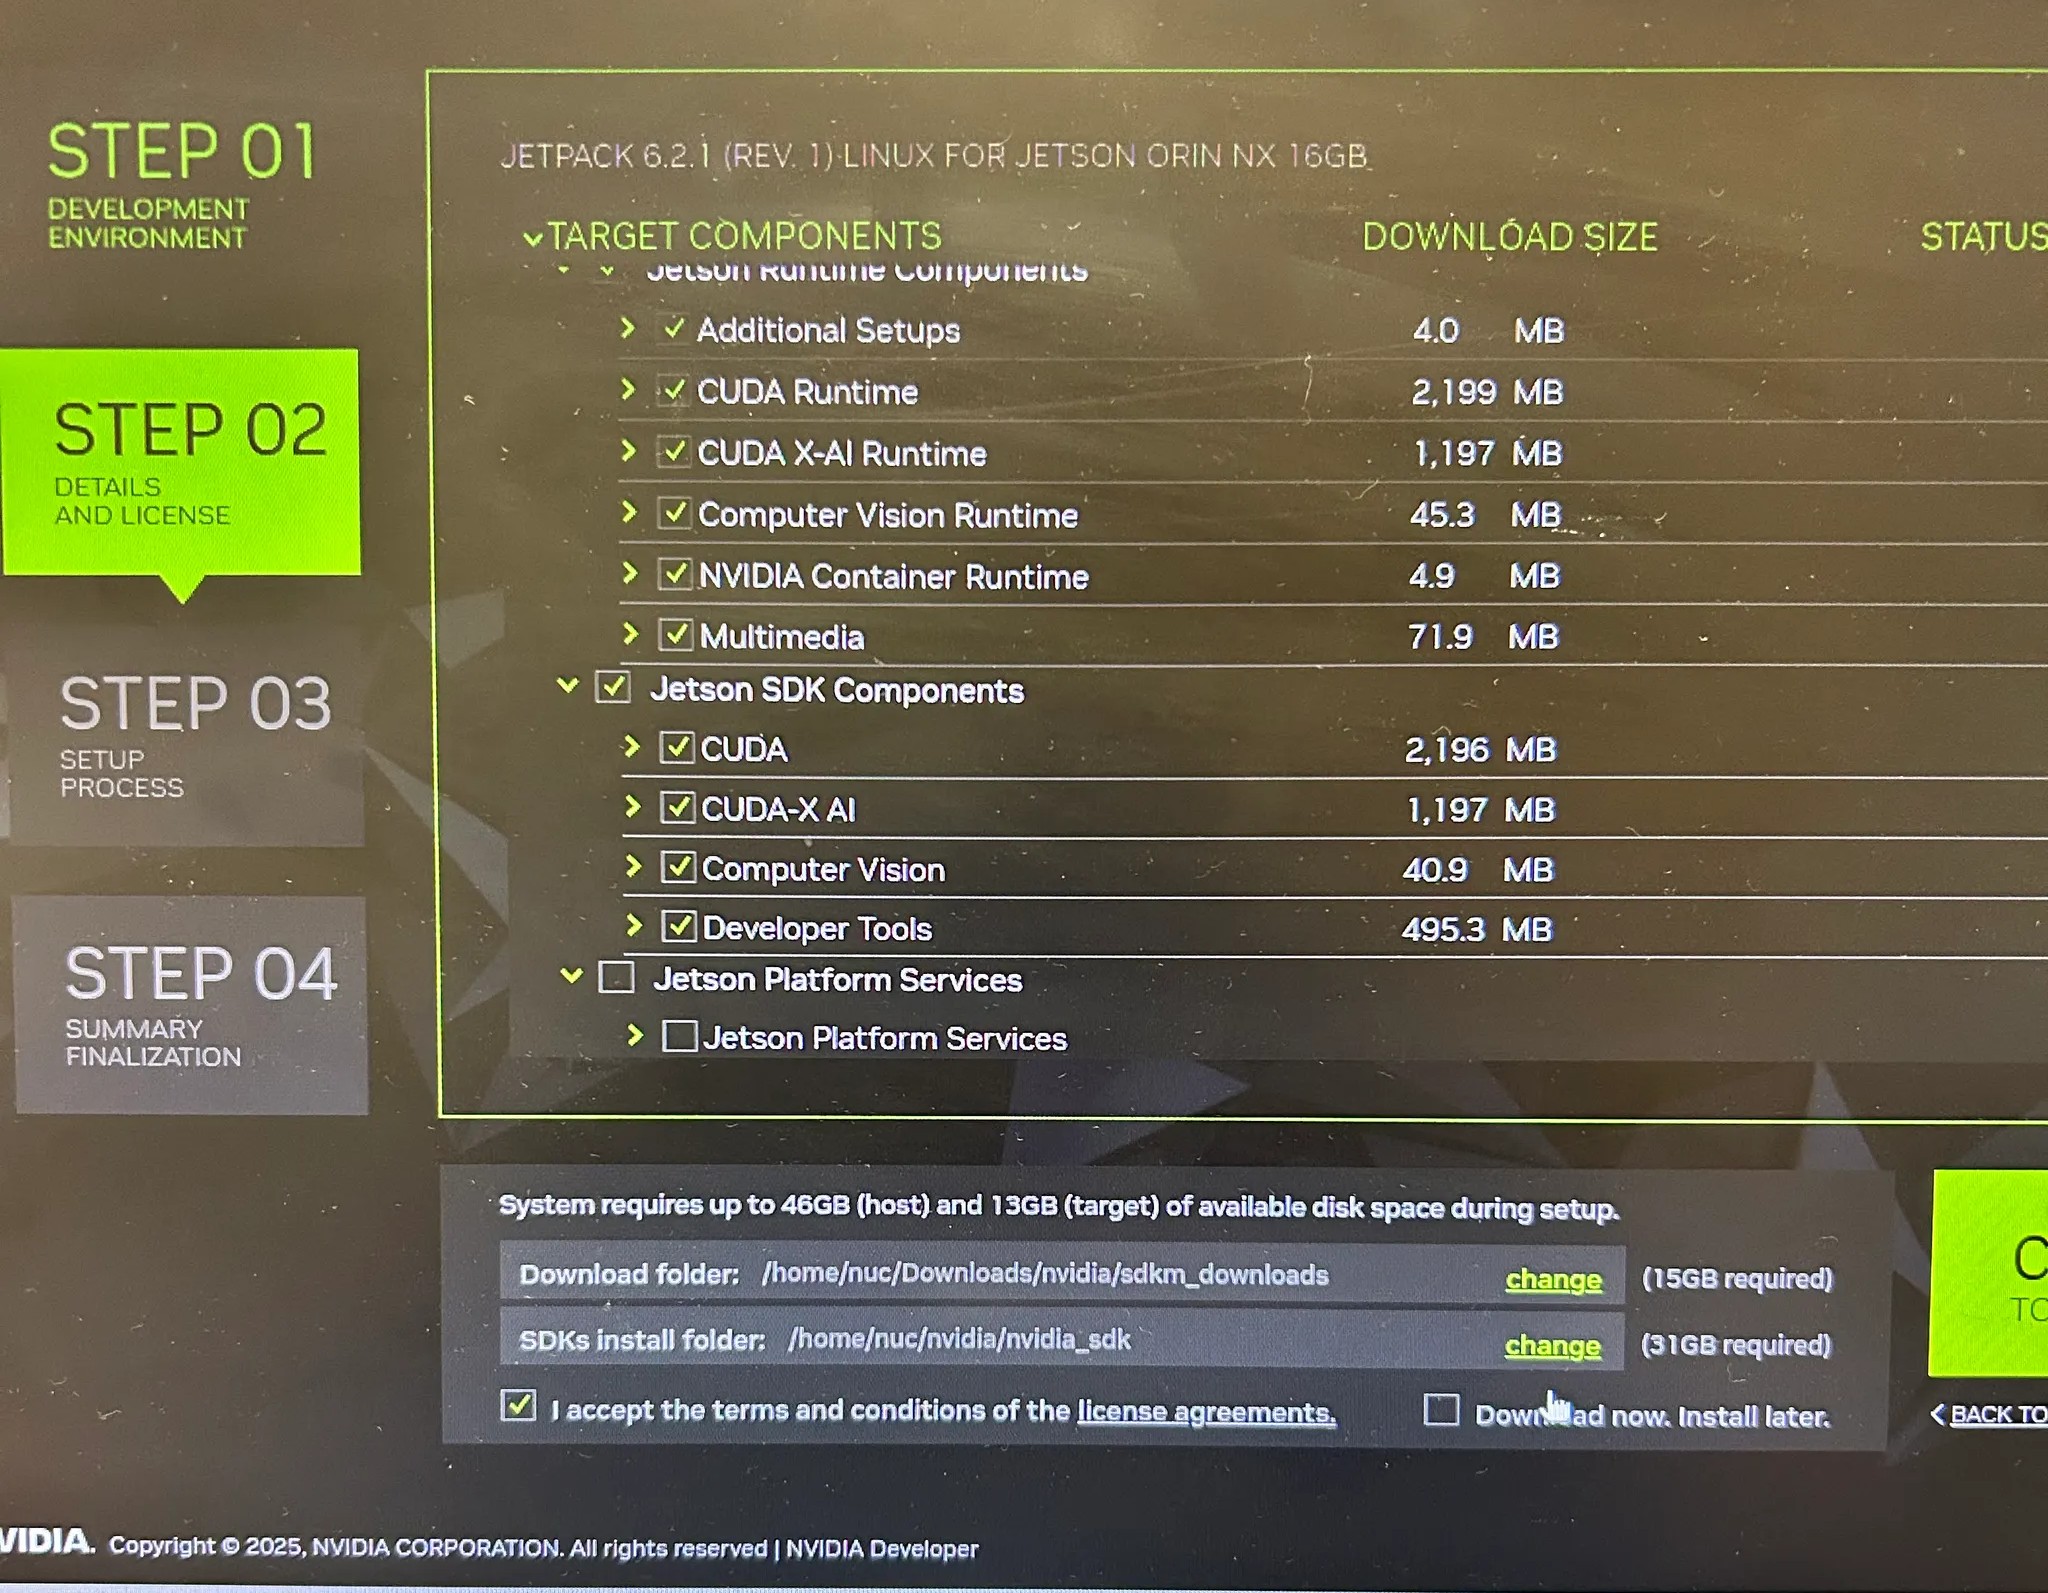 STEP 01
DEVELOPMENT
ENVIRONMENT
STEP 02
DETAILS
AND LICENSE
STEP 03
SETUP
PROCESS
STEP 04
SUMMARY
FINALIZATION
JETPACK 6.2.1 (REV. 1) LINUX FOR JETSON ORIN NX 16GB
TARGET COMPONENTS DOWNLOAD SIZE STATUS
Jetson Runtime Components
Additional Setups 4.0 MB
CUDA Runtime 2,199 MB
CUDA X-AI Runtime 1,197 MB
Computer Vision Runtime 45.3 MB
NVIDIA Container Runtime 4.9 MB
Multimedia 71.9 MB
Jetson SDK Components
CUDA 2,196 MB
CUDA-X AI 1,197 MB
Computer Vision 40.9 MB
Developer Tools 495.3 MB
Jetson Platform Services
Jetson Platform Services
System requires up to 46GB (host) and 13GB (target) of available disk space during setup.
Download folder: /home/nuc/Downloads/nvidia/sdkm_downloads change (15GB required)
SDKs install folder: /home/nuc/nvidia/nvidia_sdk change (31GB required)
I accept the terms and conditions of the license agreements. Download now. Install later.
C
TO
< BACK TO
VIDIA. Copyright © 2025, NVIDIA CORPORATION. All rights reserved | NVIDIA Developer